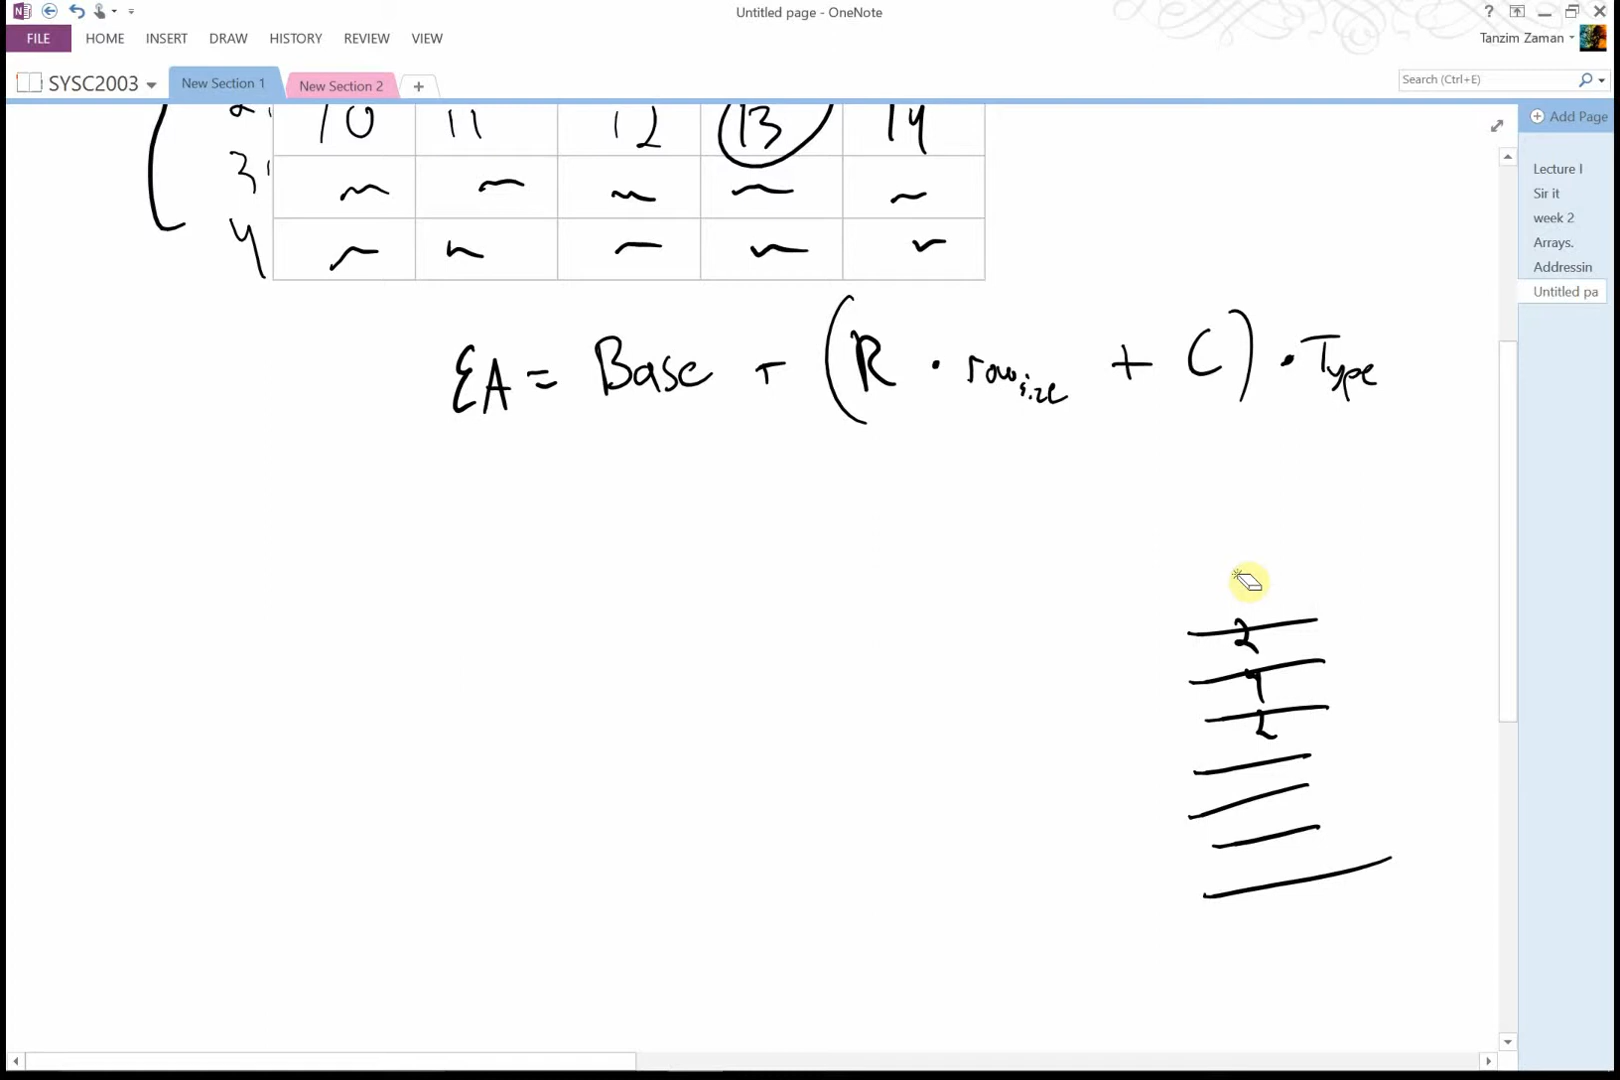 Untitled page - OneNote
?
FILE HOME INSERT DRAW HISTORY REVIEW VIEW
Tanzim Zaman
SYSC2003 New Section 1 New Section 2 +
Search (Ctrl+E)
Add Page
Lecture I
Sir it
week 2
Arrays.
Addressin
Untitled pa
10 11 12 13 14
3
4
EA = Base + (R · rowsize + C) · Type
2
4
2